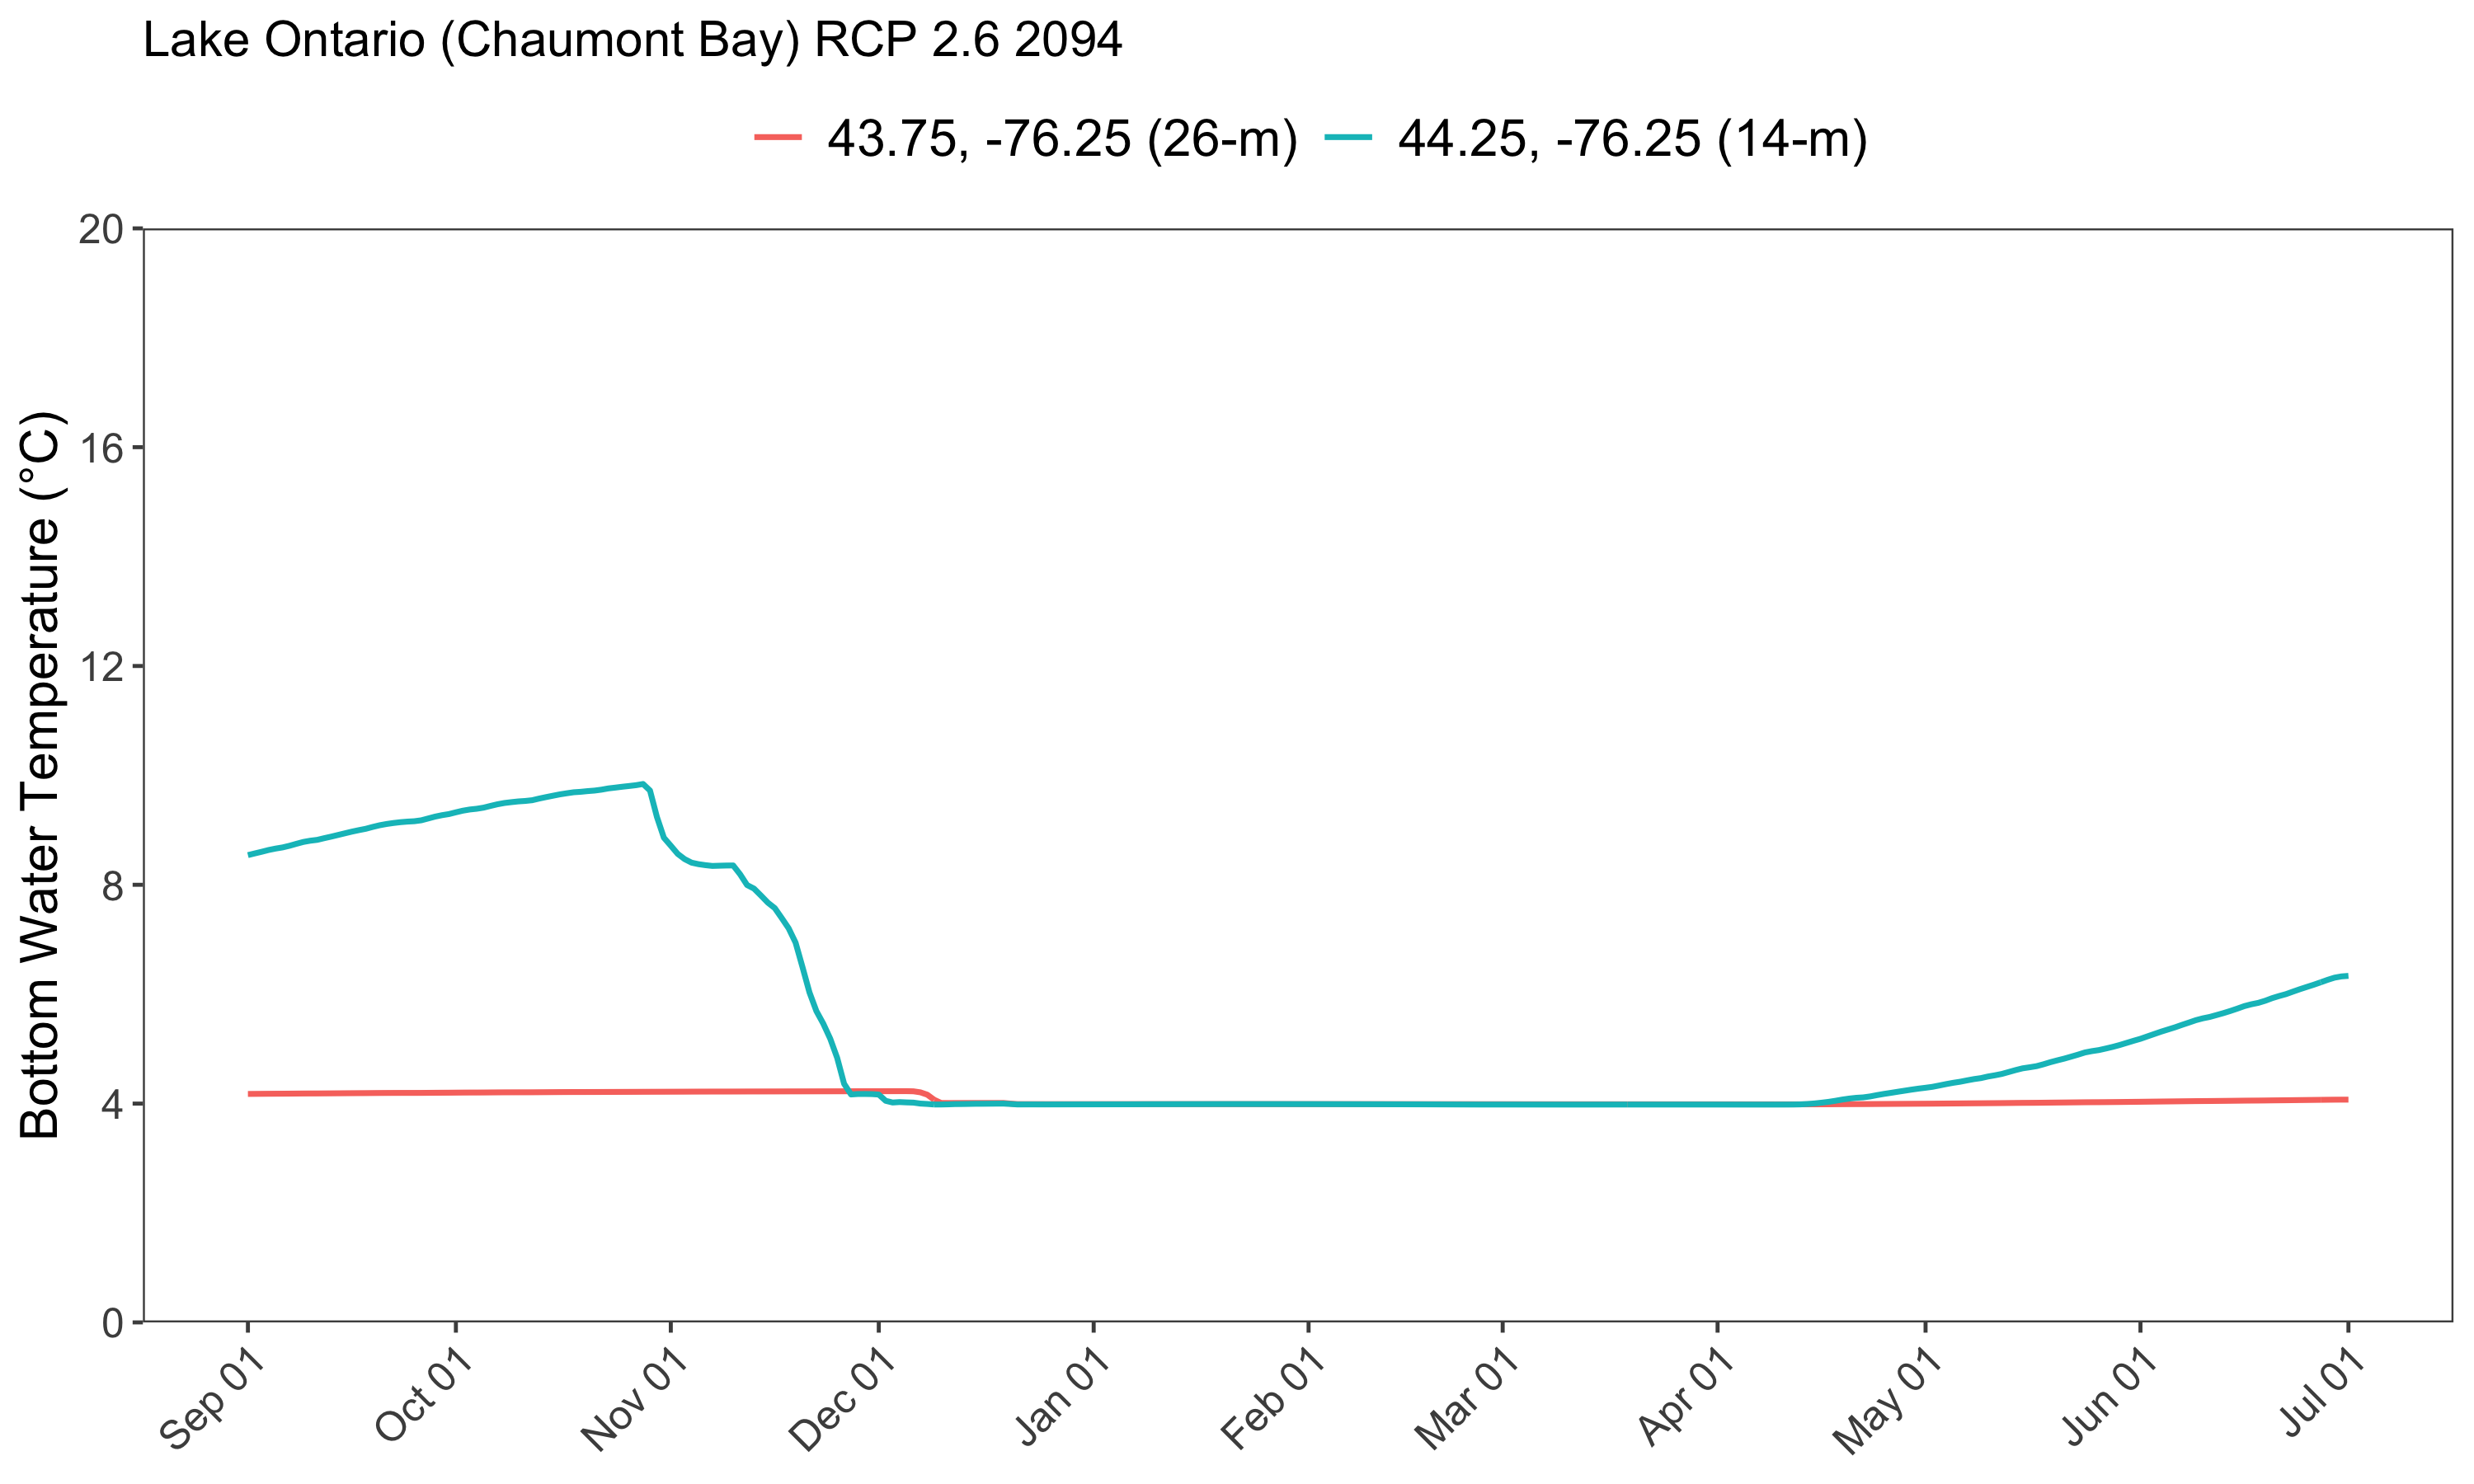 Lake Ontario (Chaumont Bay) RCP 2.6 2094
43.75, -76.25 (26-m) 44.25, -76.25 (14-m)
Bottom Water Temperature (°C)
20
16
12
8
4
0
Sep 01 Oct 01 Nov 01 Dec 01 Jan 01 Feb 01 Mar 01 Apr 01 May 01 Jun 01 Jul 01